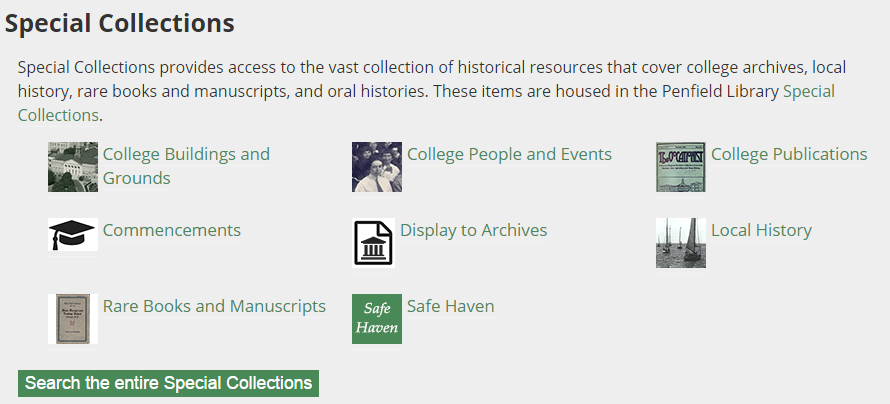 Special Collections
Special Collections provides access to the vast collection of historical resources that cover college archives, local
history, rare books and manuscripts, and oral histories. These items are housed in the Penfield Library Special
Collections.
College Buildings and
Grounds
College People and Events
College Publications
Commencements
Display to Archives
Local History
Rare Books and Manuscripts
Safe
Haven
Safe Haven
Search the entire Special Collections